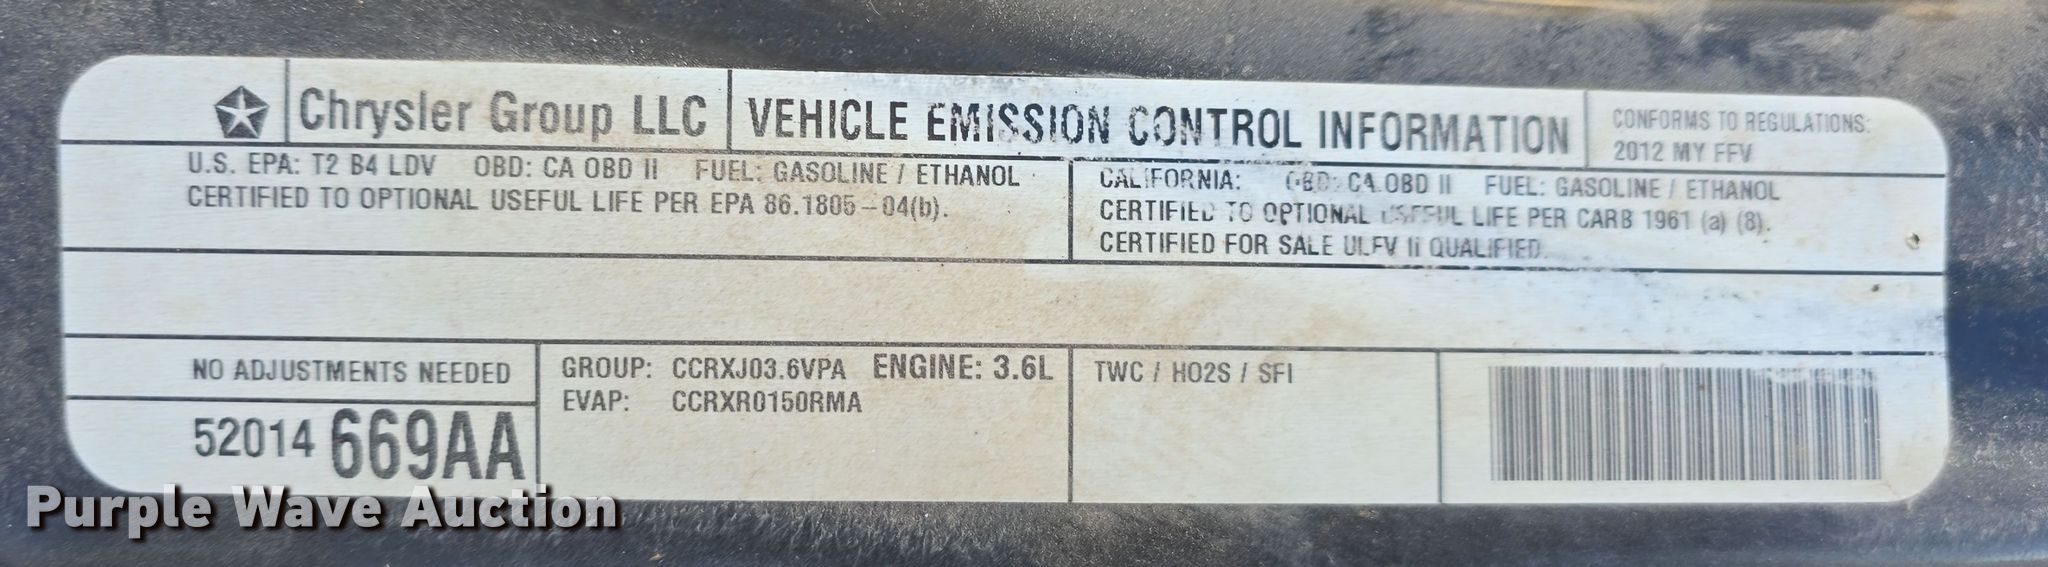 Chrysler Group LLC
VEHICLE EMISSION CONTROL INFORMATION
CONFORMS TO REGULATIONS:
2012 MY FFV
U.S. EPA: T2 B4 LDV OBD: CA OBD II FUEL: GASOLINE / ETHANOL
CERTIFIED TO OPTIONAL USEFUL LIFE PER EPA 86.1805-04(b).
CALIFORNIA: OBD: CA OBD II FUEL: GASOLINE / ETHANOL
CERTIFIED TO OPTIONAL USEFUL LIFE PER CARB 1961 (a) (8).
CERTIFIED FOR SALE ULEV II QUALIFIED.
NO ADJUSTMENTS NEEDED
52014 669AA
GROUP: CCRXJ03.6VPA ENGINE: 3.6L
EVAP: CCRXR0150RMA
TWC / HO2S / SFI
Purple Wave Auction